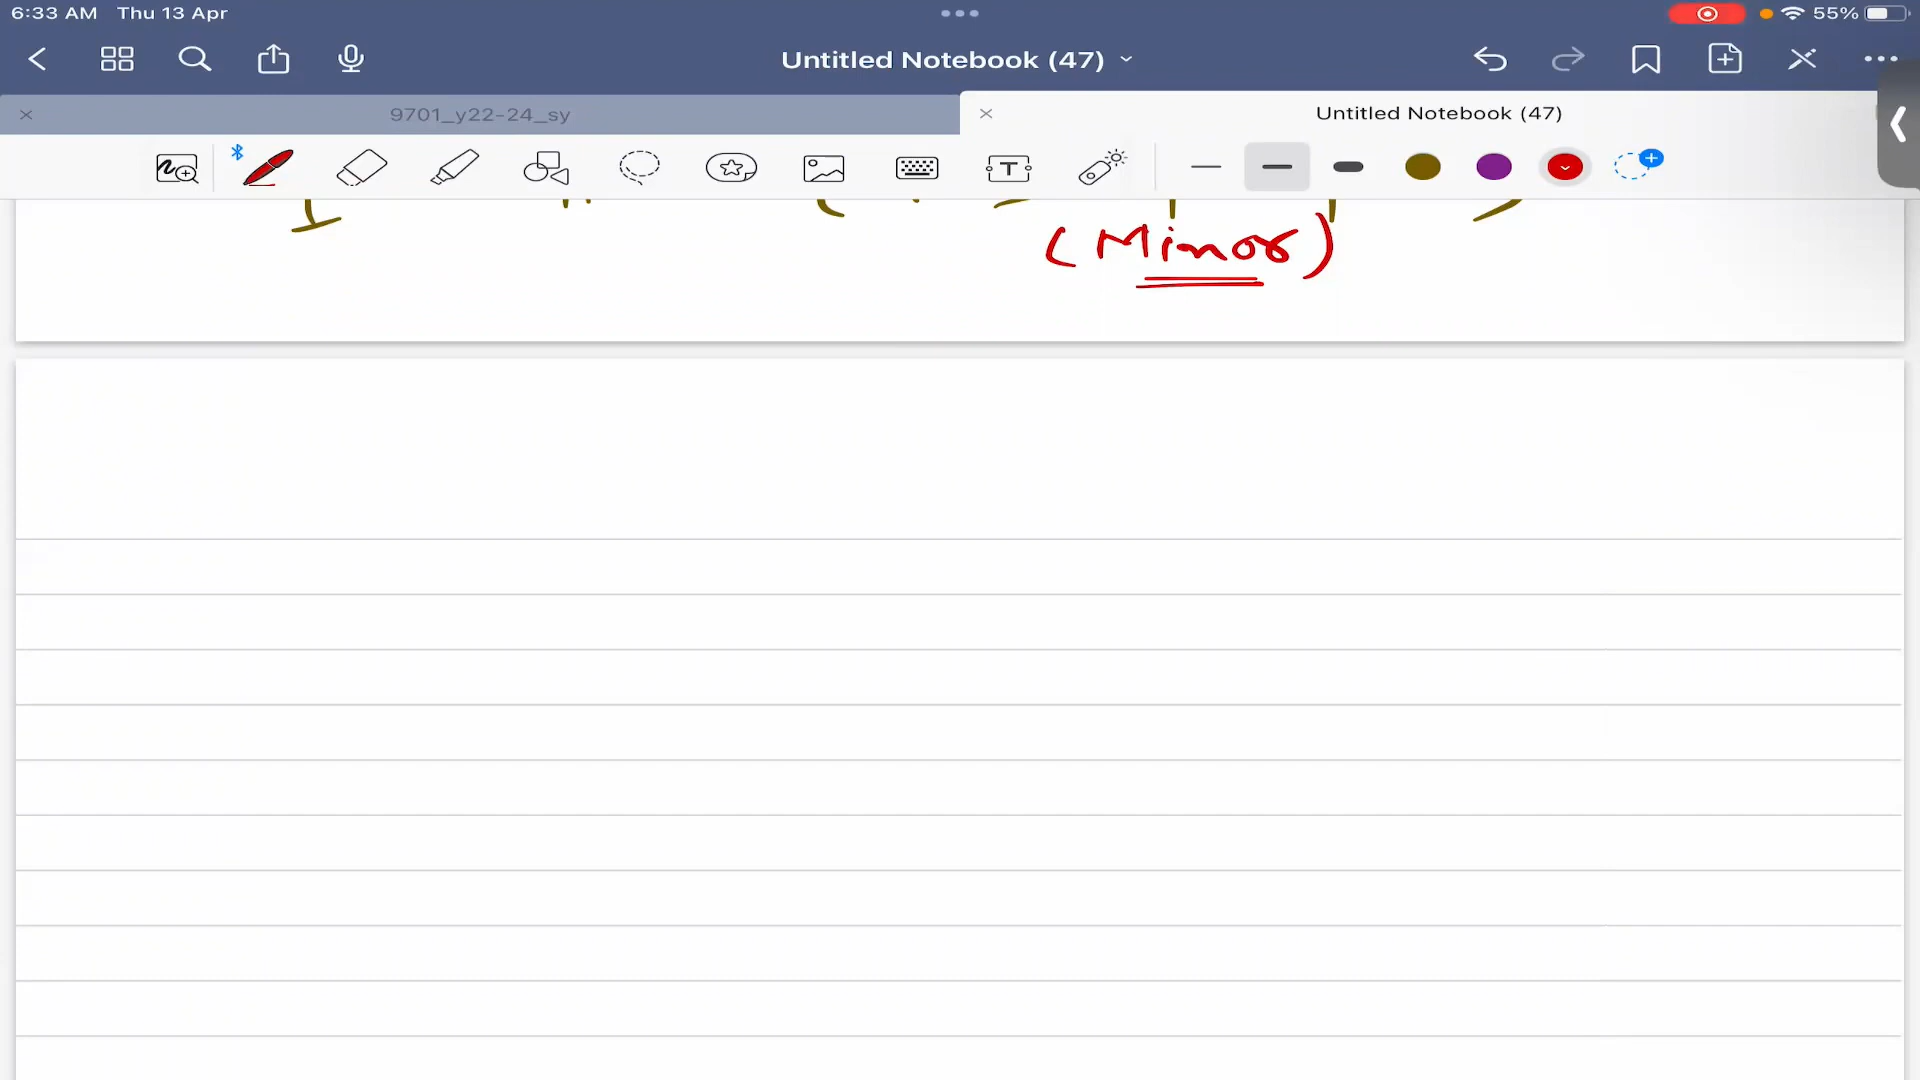 6:33 AM Thu 13 Apr
55%
Untitled Notebook (47)
9701_y22-24_sy
Untitled Notebook (47)
T
(Minor)